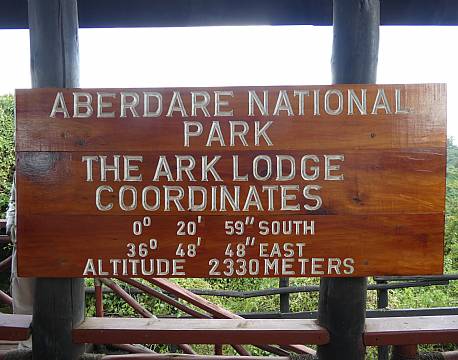 ABERDARE NATIONAL
PARK
THE ARK LODGE
COORDINATES
0° 20' 59" SOUTH
36° 48' 48" EAST
ALTITUDE 2330 METERS